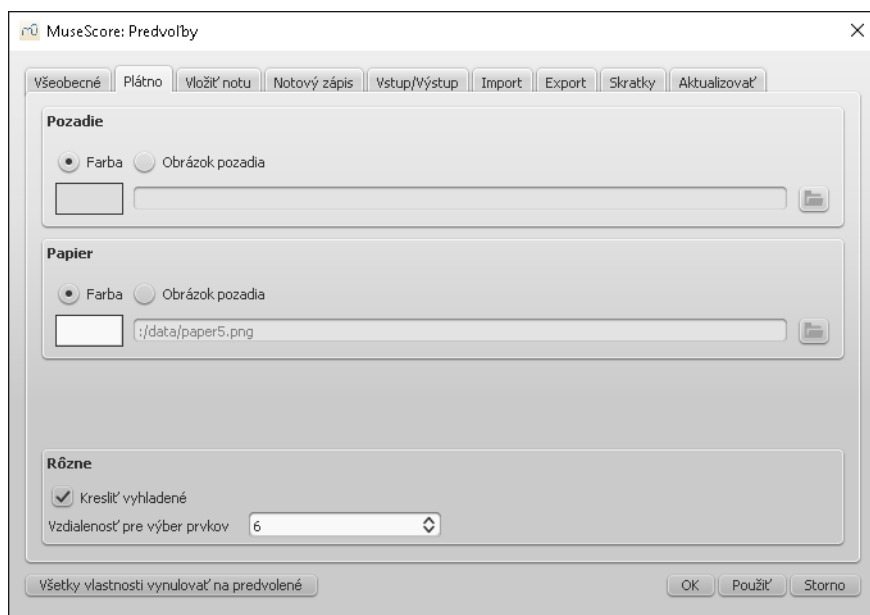 MuseScore: Predvoľby
Všeobecné Plátno Vložiť notu Notový zápis Vstup/Výstup Import Export Skratky Aktualizovať
Pozadie
Farba Obrázok pozadia
Papier
Farba Obrázok pozadia
:/data/paper5.png
Rôzne
Kresliť vyhladené
Vzdialenosť pre výber prvkov 6
Všetky vlastnosti vynulovať na predvolené OK Použiť Storno